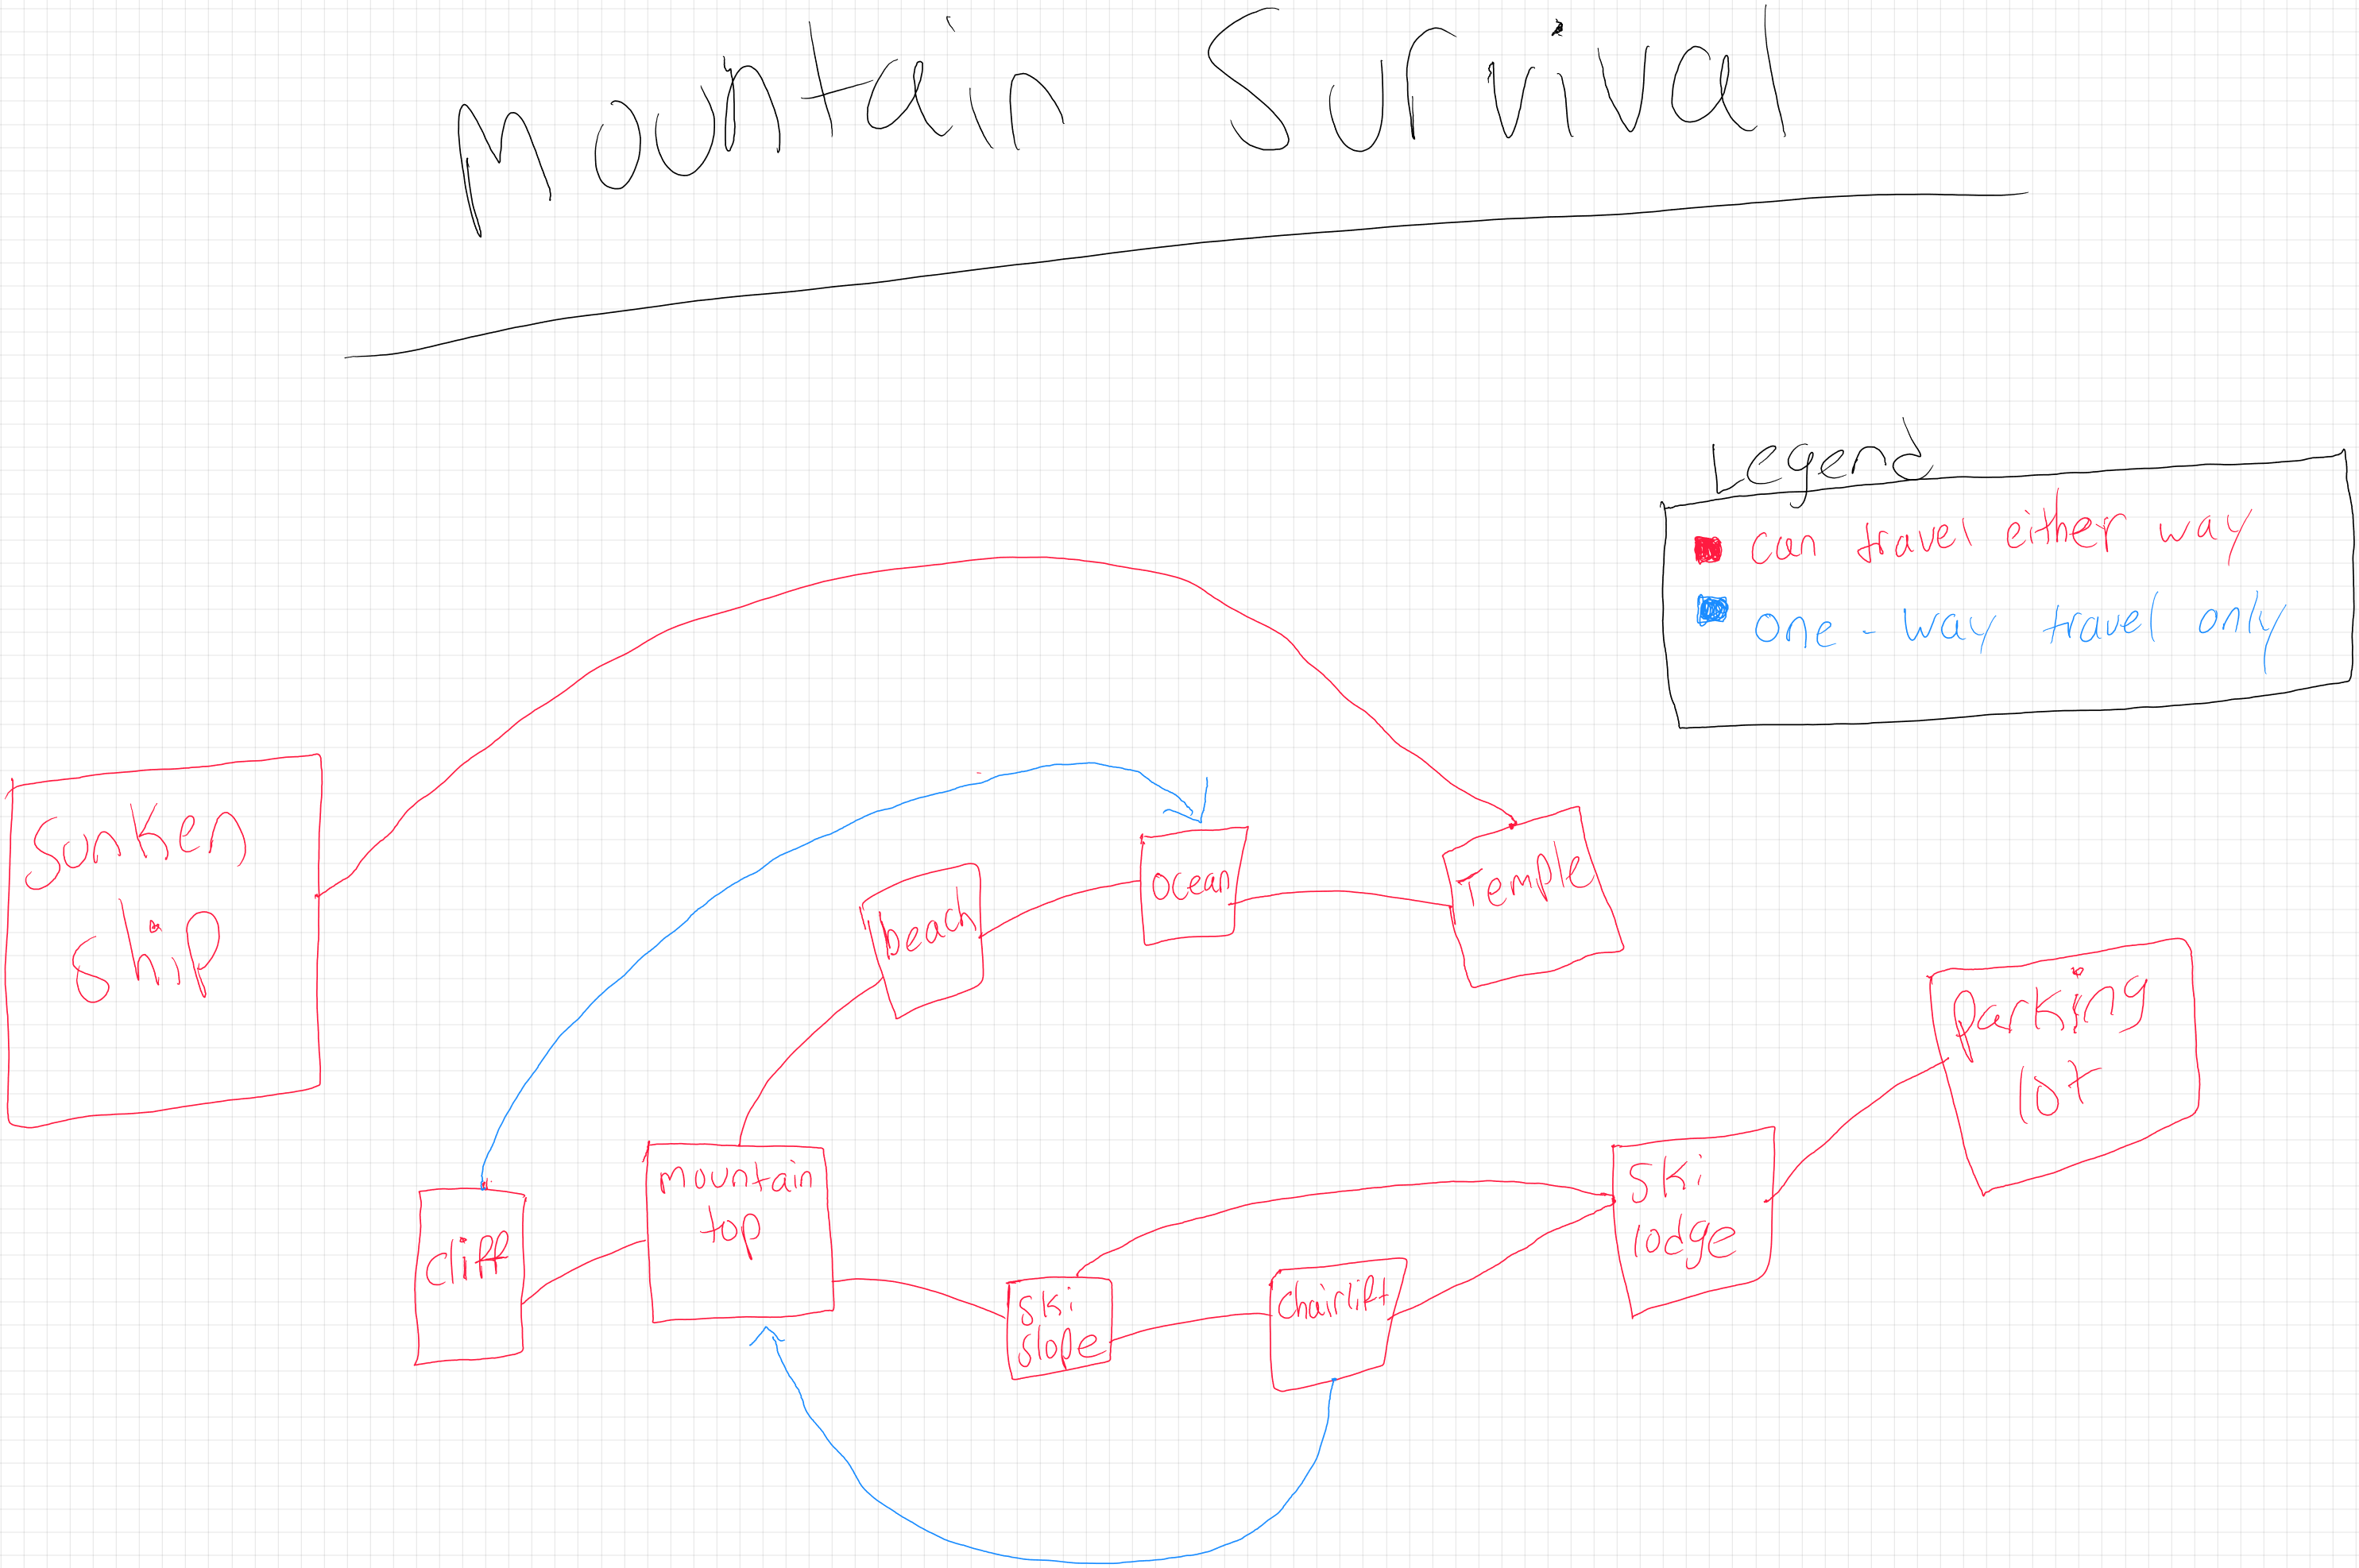 Mountain Survival
Legend
can travel either way
one-way travel only
Sunken
Ship
beach
ocean
Temple
parking
lot
cliff
mountain
top
ski
slope
chairlift
ski
lodge